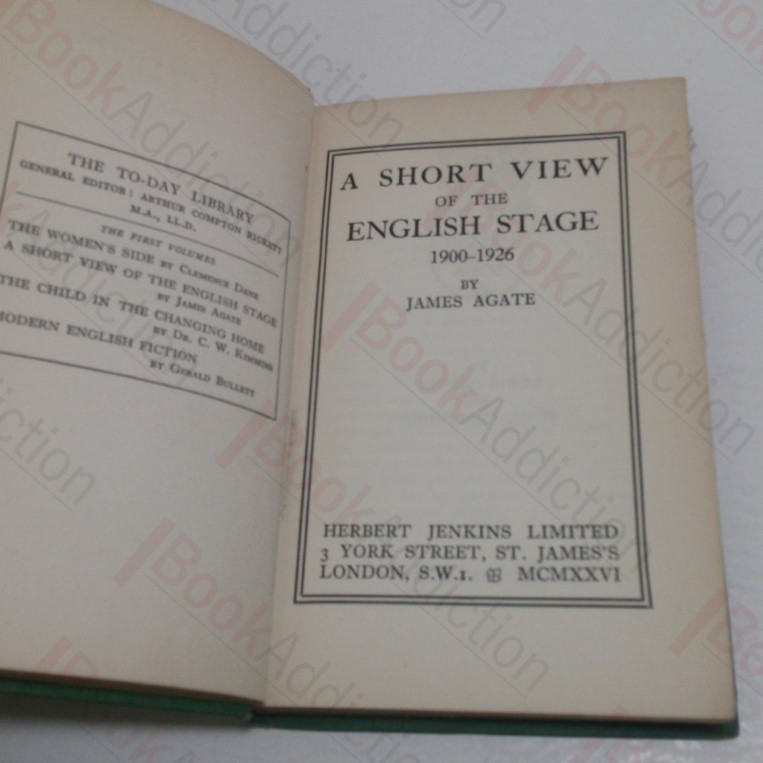 THE TO-DAY LIBRARY
GENERAL EDITOR: ARTHUR COMPTON RICKETT
M.A., LL.D.
THE FIRST VOLUMES
THE WOMEN'S SIDE BY CLEMENCE DANE
A SHORT VIEW OF THE ENGLISH STAGE
BY JAMES AGATE
THE CHILD IN THE CHANGING HOME
BY DR. C. W. KIMMINS
MODERN ENGLISH FICTION
BY GERALD BULLETT
A SHORT VIEW
OF THE
ENGLISH STAGE
1900–1926
BY
JAMES AGATE
HERBERT JENKINS LIMITED
3 YORK STREET, ST. JAMES'S
LONDON, S.W.1. MCMXXVI
BookAddiction